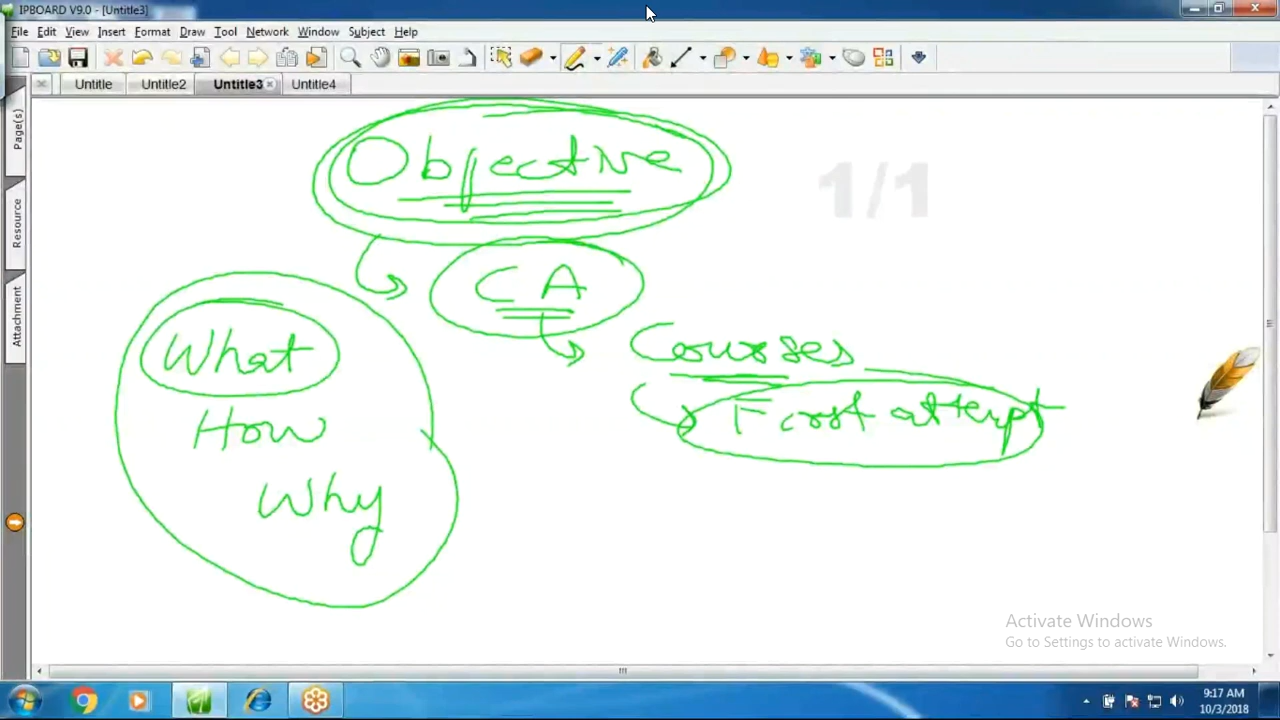 IPBOARD V9.0 - [Untitle3]
File Edit View Insert Format Draw Tool Network Window Subject Help
Untitle Untitle2 Untitle3 Untitle4
Page(s)
Resource
Attachment
1/1
Objective
CA
Courses
First attempt
What
How
Why
Activate Windows
Go to Settings to activate Windows.
9:17 AM
10/3/2018